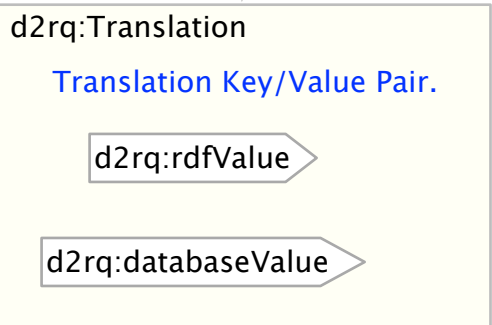 d2rq:Translation
Translation Key/Value Pair.
d2rq:rdfValue
d2rq:databaseValue